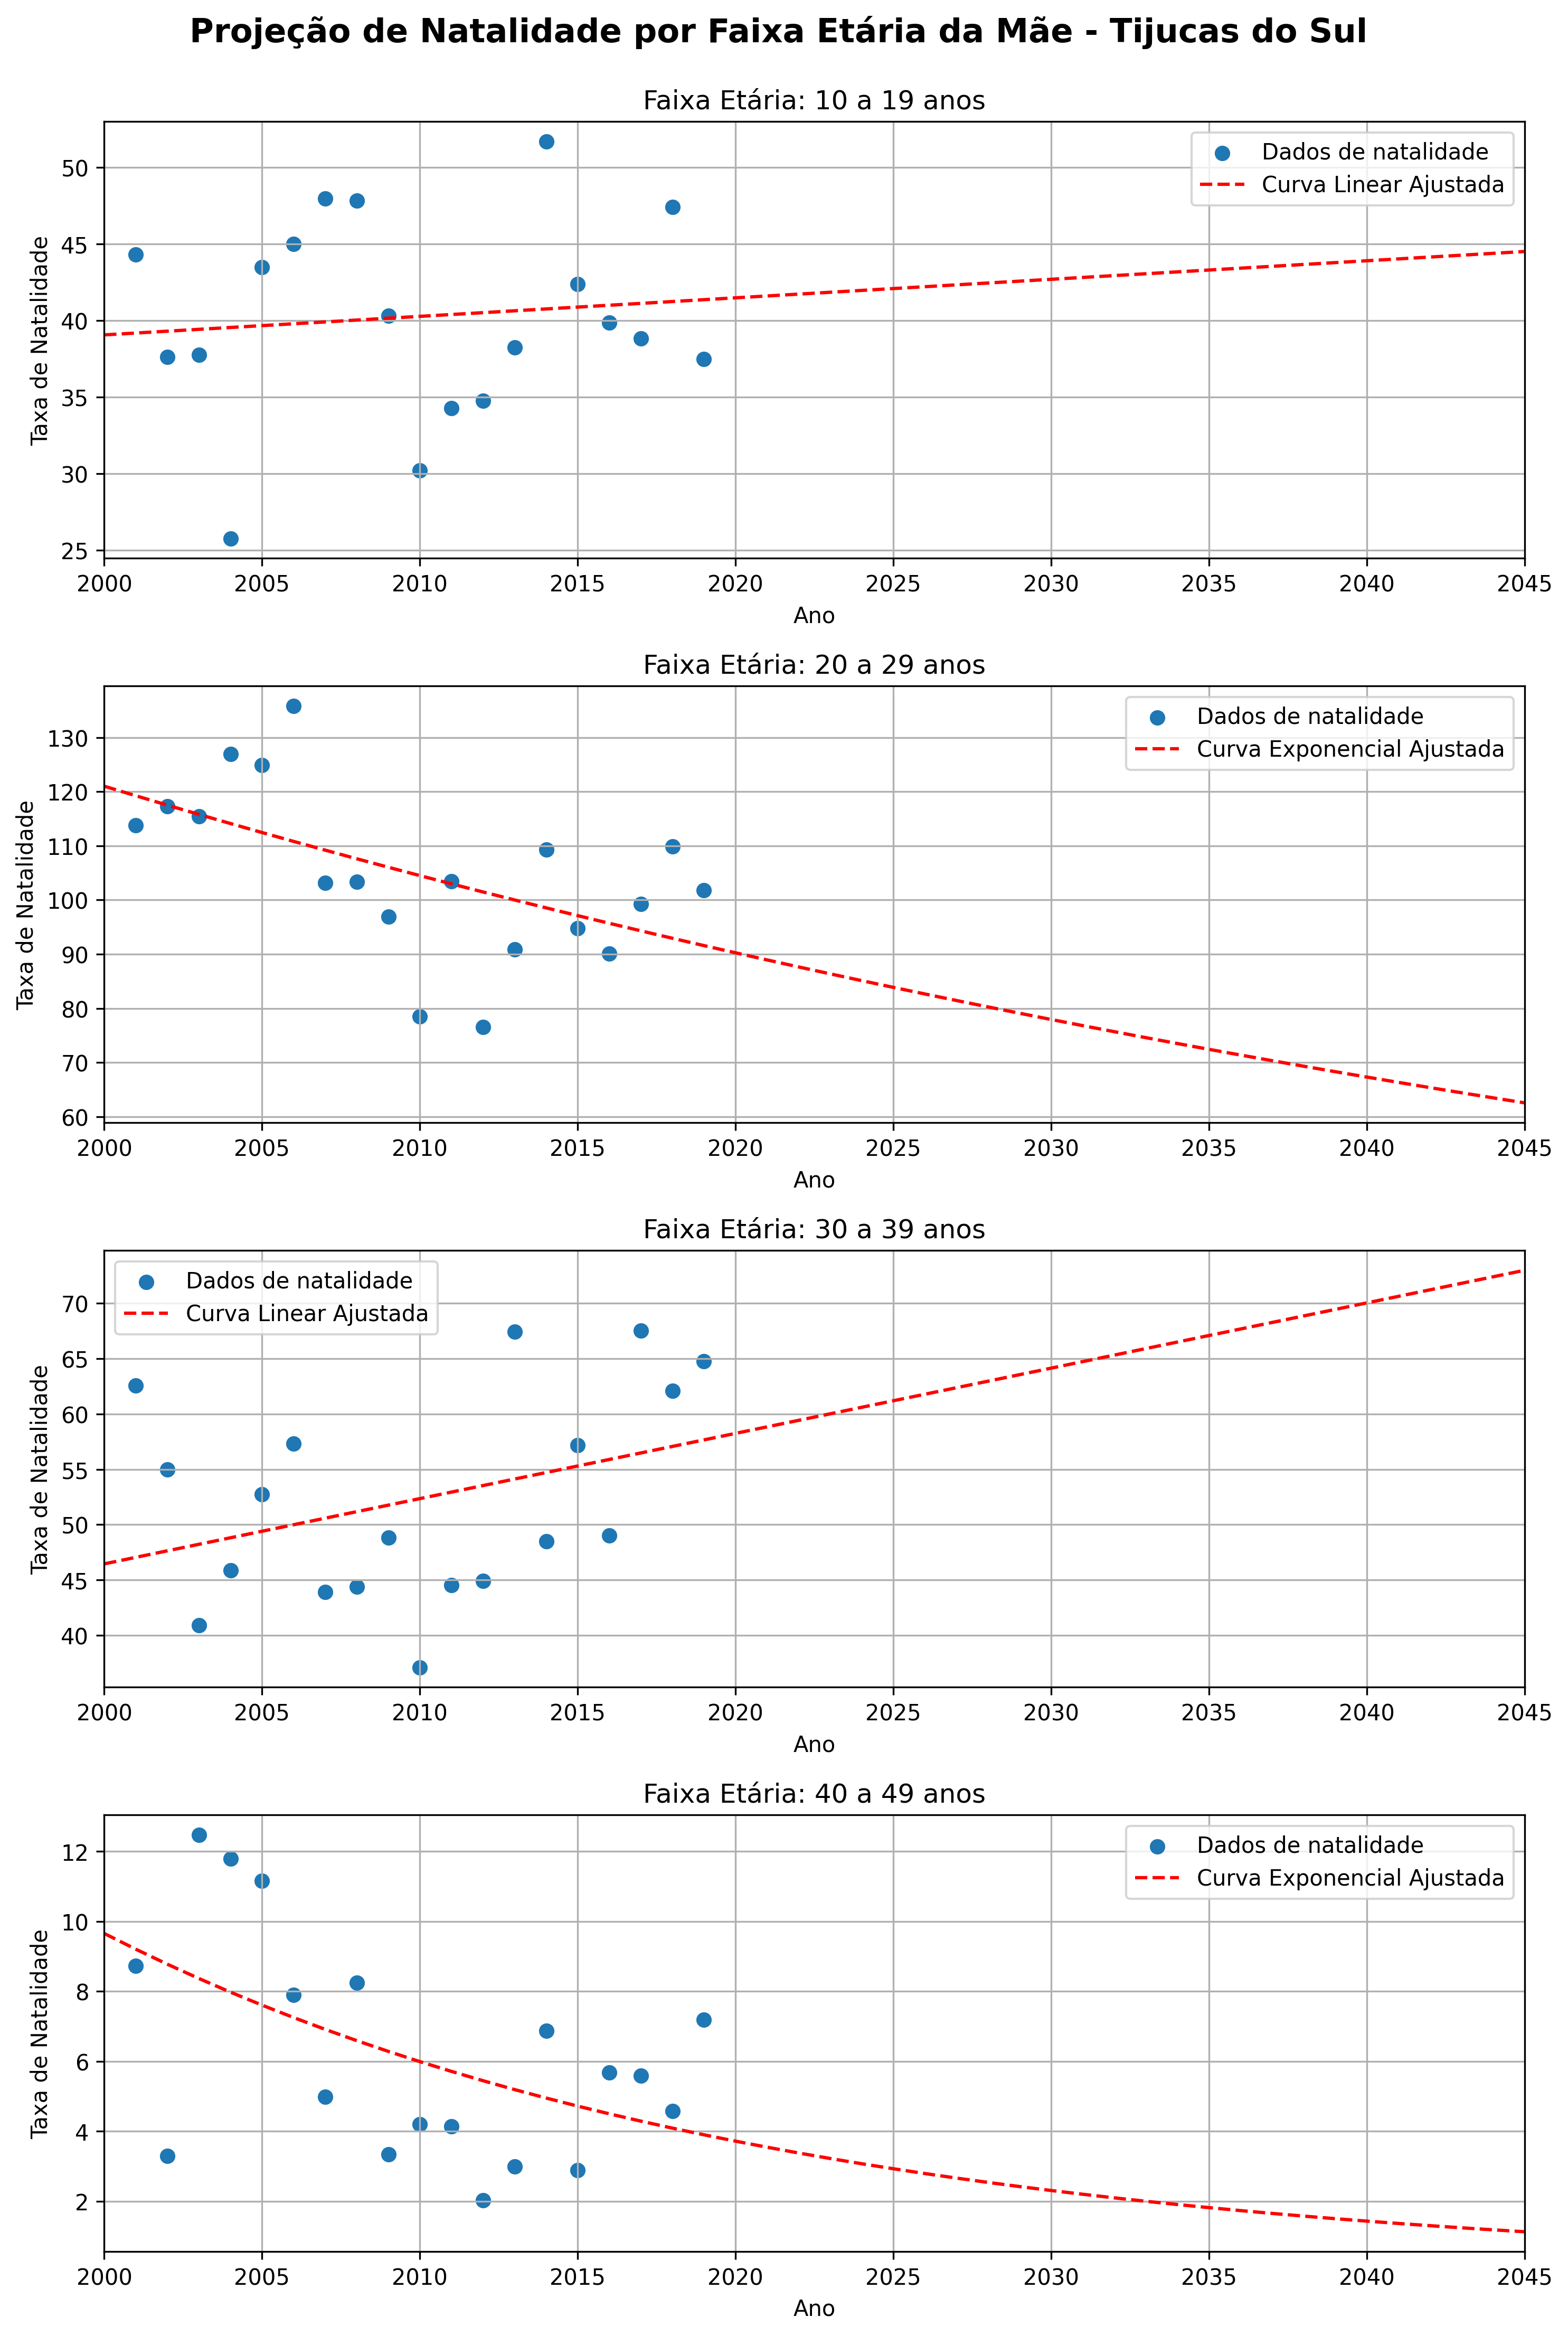 Projeção de Natalidade por Faixa Etária da Mãe - Tijucas do Sul
Faixa Etária: 10 a 19 anos
Dados de natalidade
Curva Linear Ajustada
Taxa de Natalidade
50
45
40
35
30
25
2000 2005 2010 2015 2020 2025 2030 2035 2040 2045
Ano
Faixa Etária: 20 a 29 anos
Dados de natalidade
Curva Exponencial Ajustada
Taxa de Natalidade
130
120
110
100
90
80
70
60
2000 2005 2010 2015 2020 2025 2030 2035 2040 2045
Ano
Faixa Etária: 30 a 39 anos
Dados de natalidade
Curva Linear Ajustada
Taxa de Natalidade
70
65
60
55
50
45
40
2000 2005 2010 2015 2020 2025 2030 2035 2040 2045
Ano
Faixa Etária: 40 a 49 anos
Dados de natalidade
Curva Exponencial Ajustada
Taxa de Natalidade
12
10
8
6
4
2
2000 2005 2010 2015 2020 2025 2030 2035 2040 2045
Ano